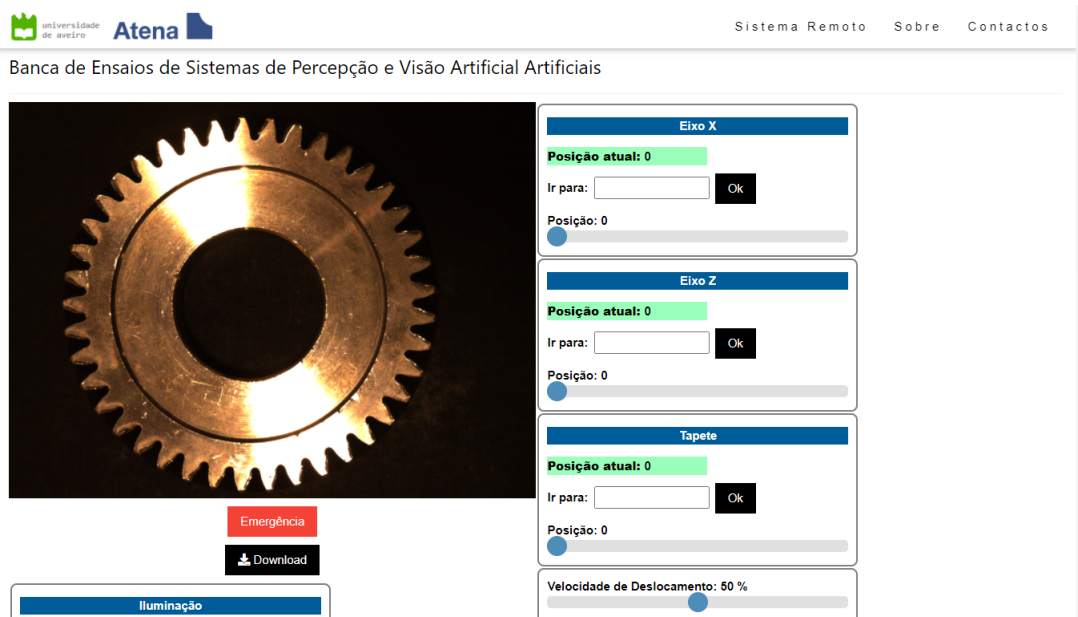 universidade
de aveiro
Atena
Sistema Remoto
Sobre
Contactos
Banca de Ensaios de Sistemas de Percepção e Visão Artificial Artificiais
Eixo X
Posição atual: 0
Ir para:
Ok
Posição: 0
Eixo Z
Posição atual: 0
Ir para:
Ok
Posição: 0
Tapete
Posição atual: 0
Ir para:
Ok
Posição: 0
Velocidade de Deslocamento: 50 %
Emergência
Download
Iluminação